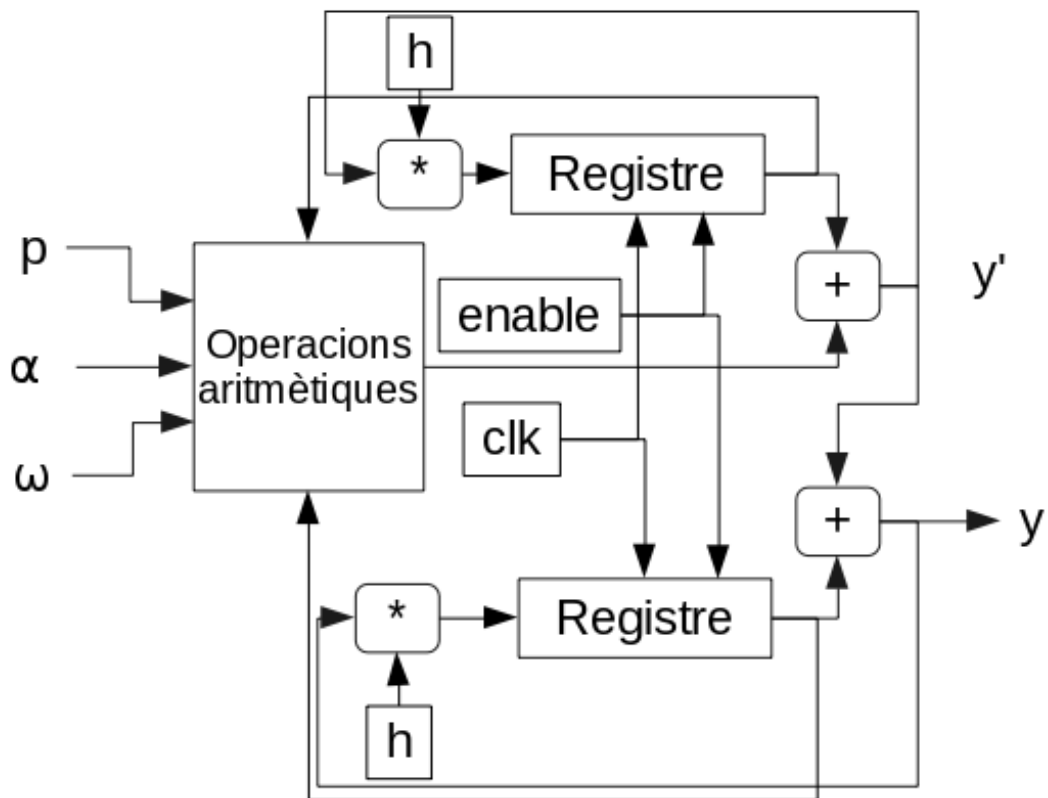 h
*
Registre
p
+
y'
enable
Operacions
aritmètiques
α
clk
ω
+
y
*
Registre
h